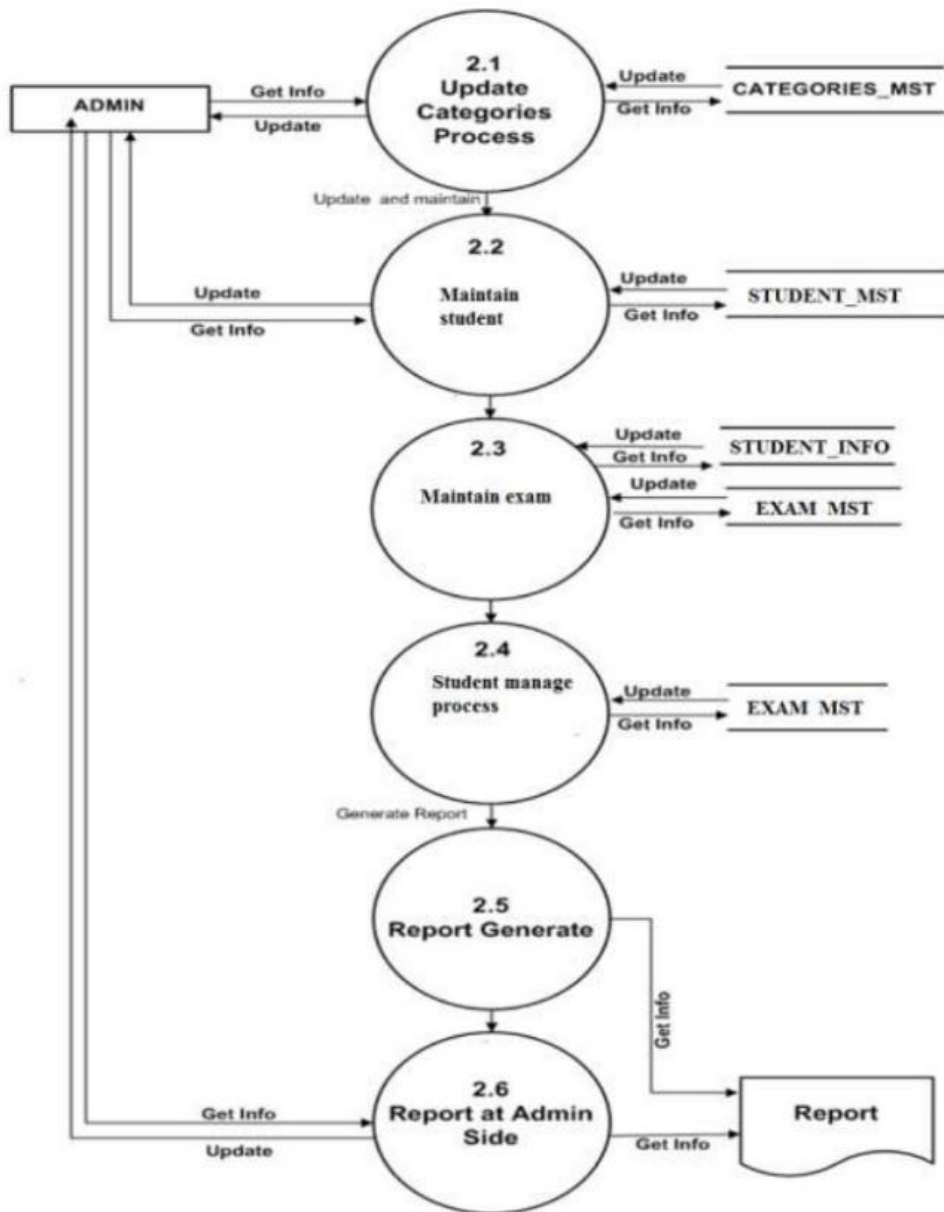 2.1
Update
Categories
Process
ADMIN
Get Info
Update
Update
Get Info
CATEGORIES_MST
Update and maintain
2.2
Maintain
student
Update
Get Info
Update
Get Info
STUDENT_MST
2.3
Maintain exam
Update
Get Info
STUDENT_INFO
Update
Get Info
EXAM MST
2.4
Student manage
process
Update
Get Info
EXAM MST
Generate Report
2.5
Report Generate
Get Info
2.6
Report at Admin
Side
Get Info
Update
Get Info
Report